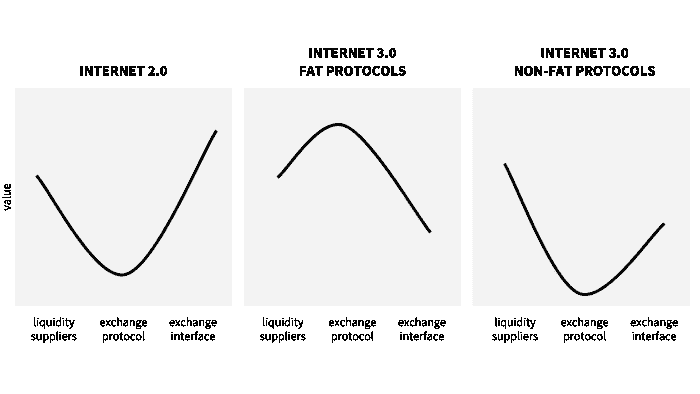 INTERNET 2.0
INTERNET 3.0
FAT PROTOCOLS
INTERNET 3.0
NON-FAT PROTOCOLS
value
liquidity suppliers
exchange protocol
exchange interface
liquidity suppliers
exchange protocol
exchange interface
liquidity suppliers
exchange protocol
exchange interface